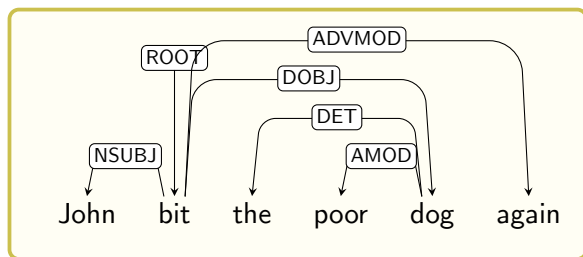 ADVMOD
ROOT
DOBJ
DET
NSUBJ AMOD
John bit the poor dog again